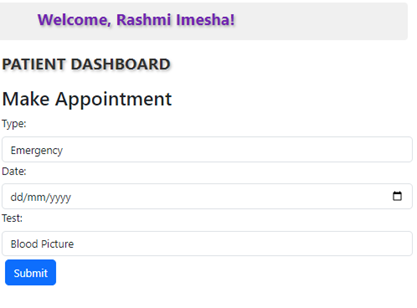 Welcome, Rashmi Imesha!
PATIENT DASHBOARD
Make Appointment
Type:
Emergency
Date:
dd/mm/yyyy
Test:
Blood Picture
Submit